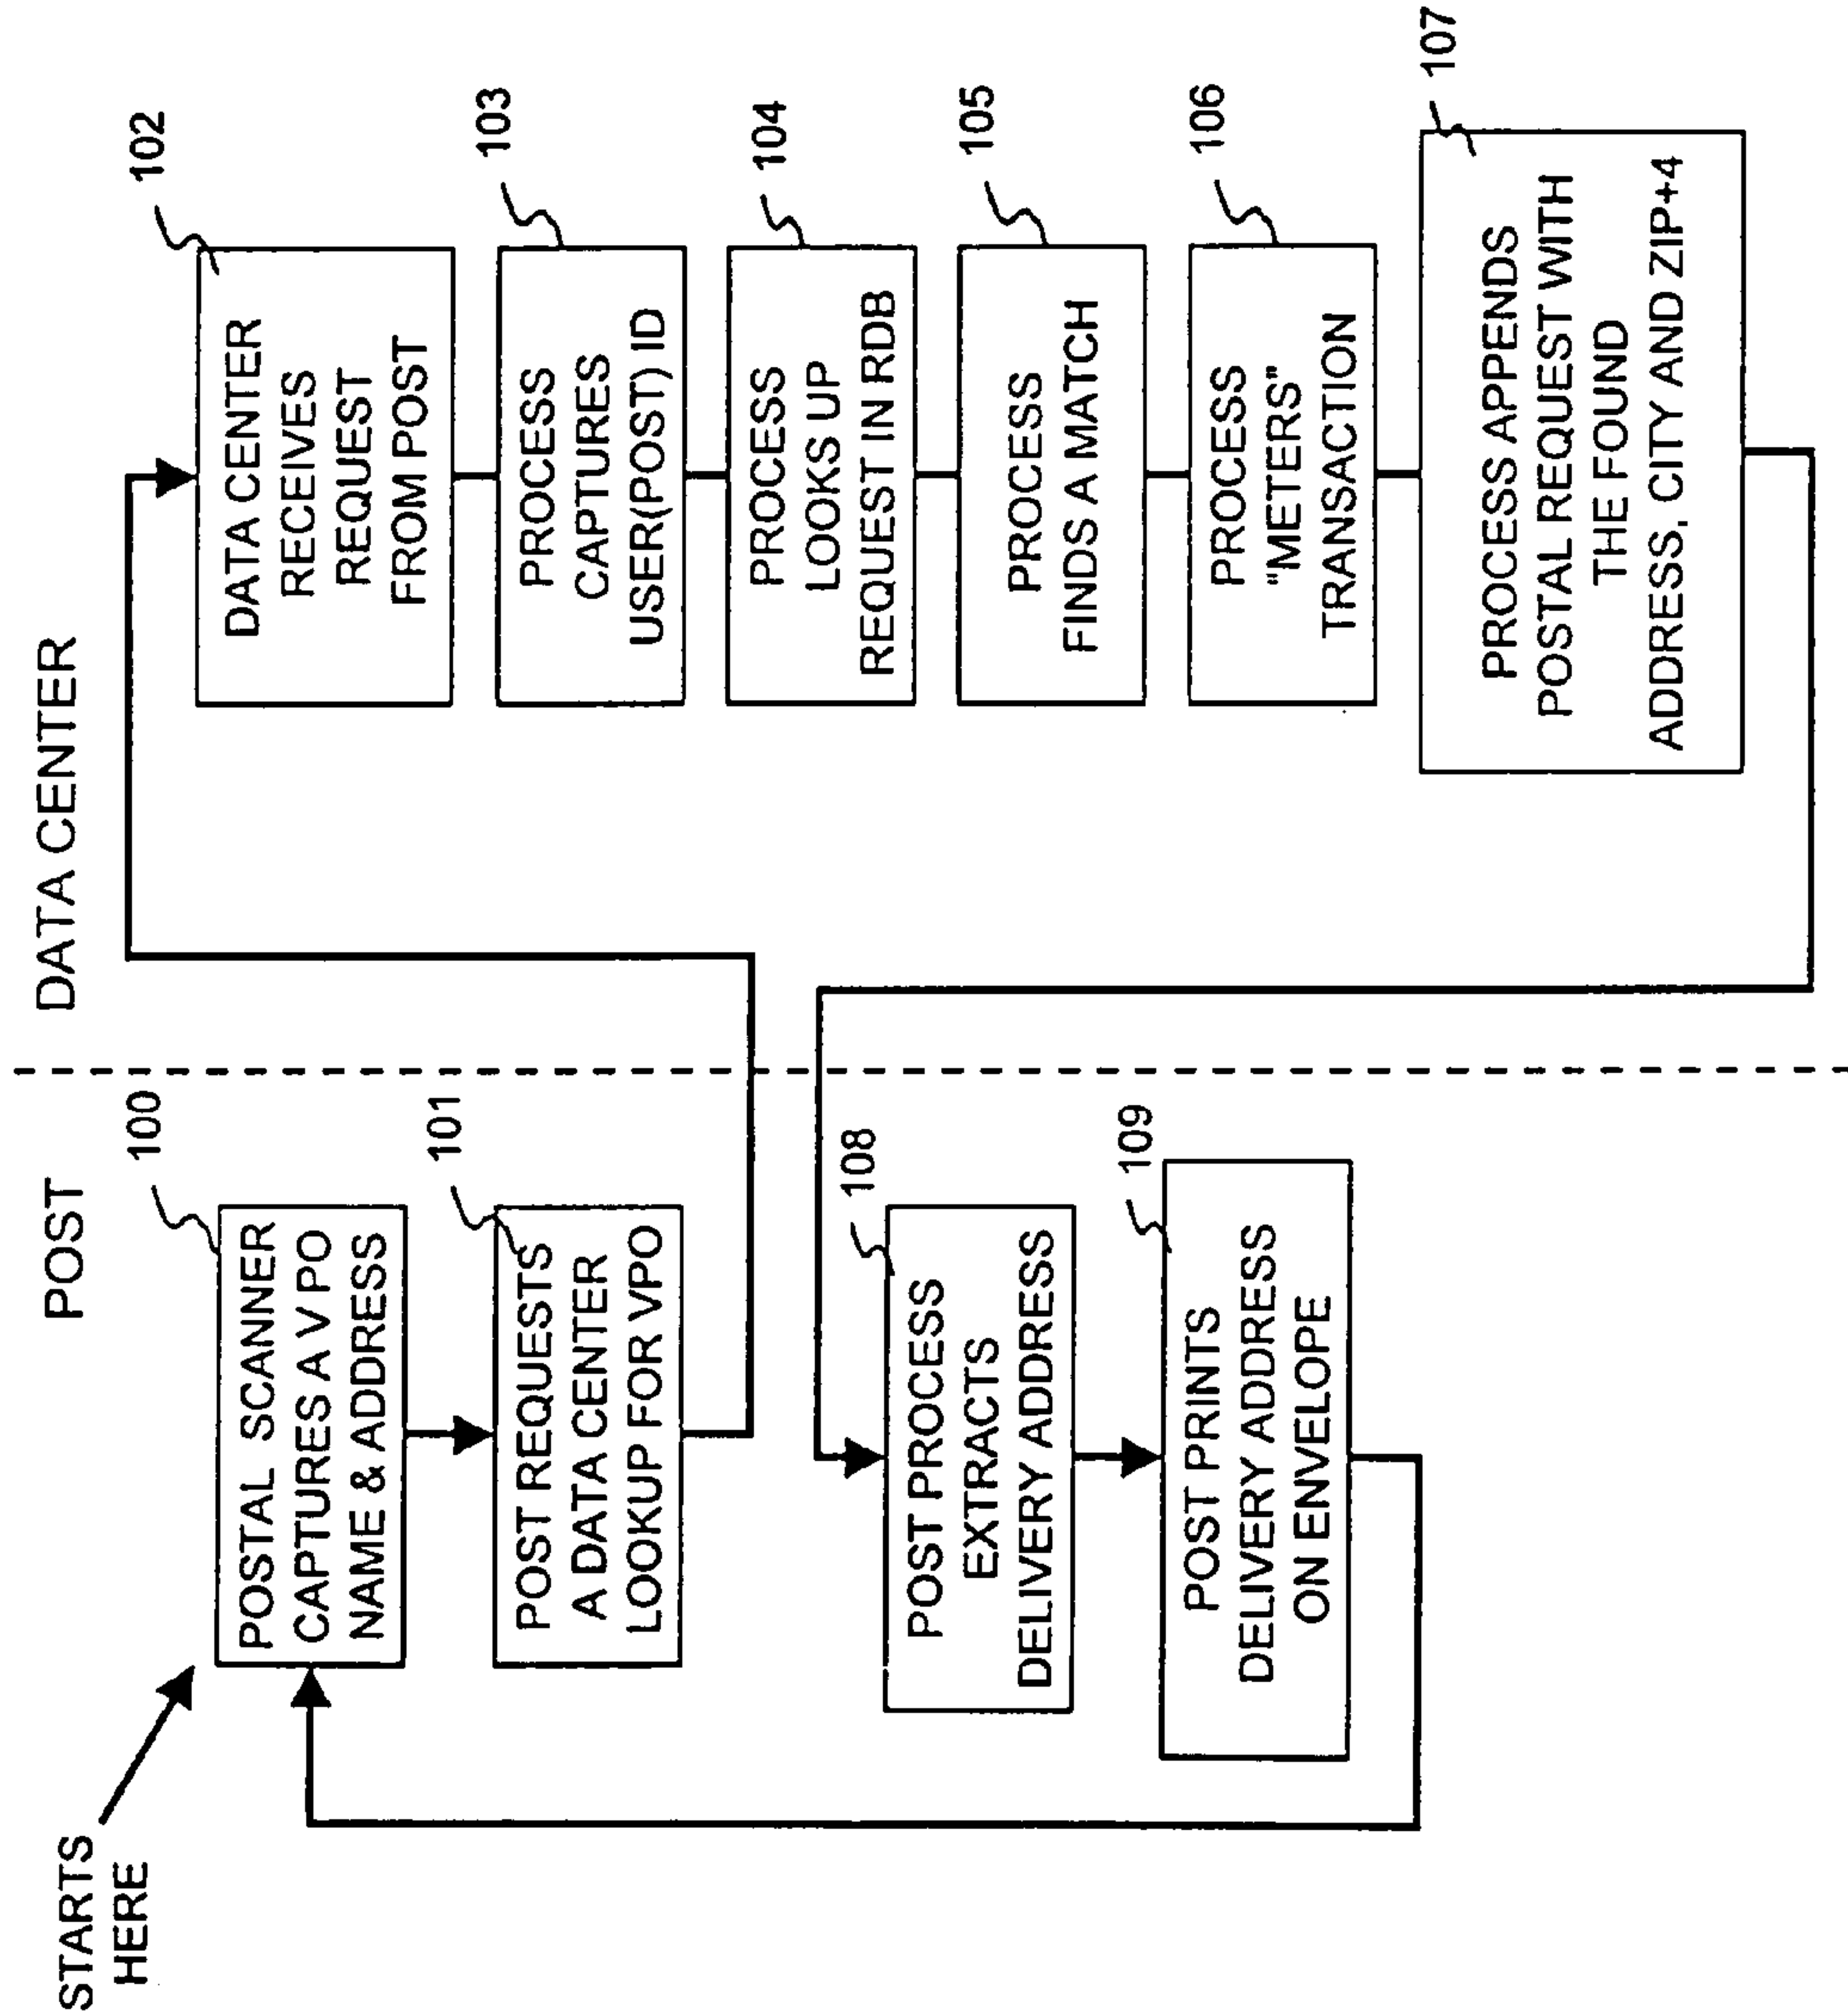 STARTS
HERE
POST
100
POSTAL SCANNER
CAPTURES A V PO
NAME & ADDRESS
101
POST REQUESTS
A DATA CENTER
LOOKUP FOR VPO
108
POST PROCESS
EXTRACTS
DELIVERY ADDRESS
109
POST PRINTS
DELIVERY ADDRESS
ON ENVELOPE
DATA CENTER
102
DATA CENTER
RECEIVES
REQUEST
FROM POST
103
PROCESS
CAPTURES
USER(POST) ID
104
PROCESS
LOOKS UP
REQUEST IN RDB
105
PROCESS
FINDS A MATCH
106
PROCESS
"METERS"
TRANSACTION
107
PROCESS APPENDS
POSTAL REQUEST WITH
THE FOUND
ADDRESS, CITY AND ZIP+4